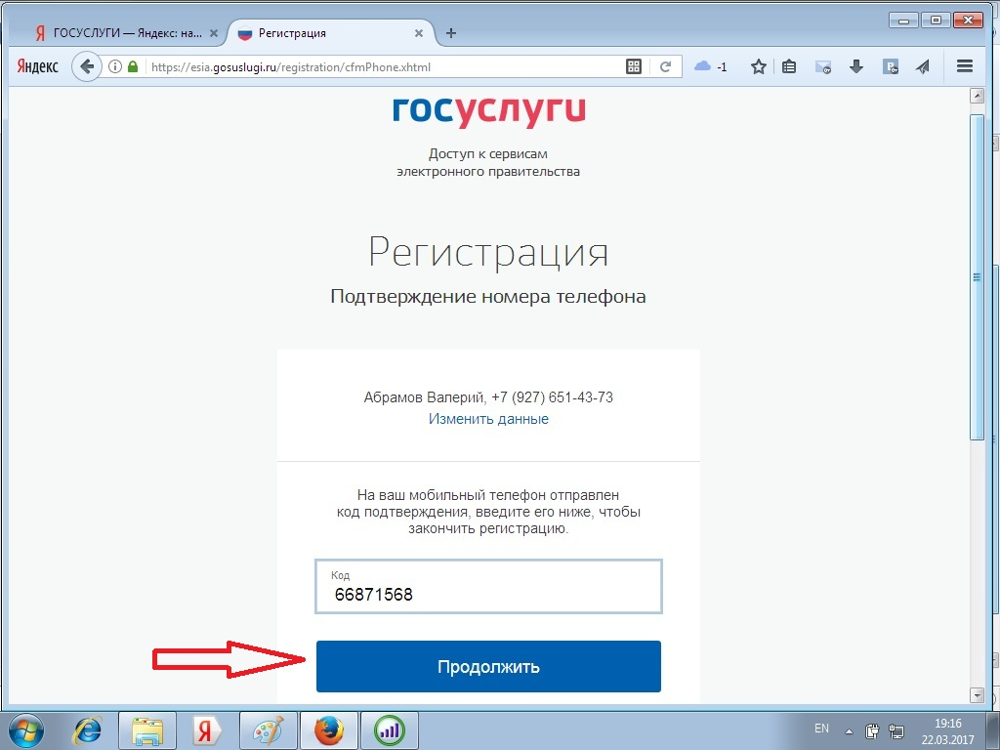 ГОСУСЛУГИ — Яндекс: на...
Регистрация
Яндекс
https://esia.gosuslugi.ru/registration/cfmPhone.xhtml
-1
госуслуги
Доступ к сервисам
электронного правительства
Регистрация
Подтверждение номера телефона
Абрамов Валерий, +7 (927) 651-43-73
Изменить данные
На ваш мобильный телефон отправлен
код подтверждения, введите его ниже, чтобы
закончить регистрацию.
Код
66871568
Продолжить
EN
19:16
22.03.2017